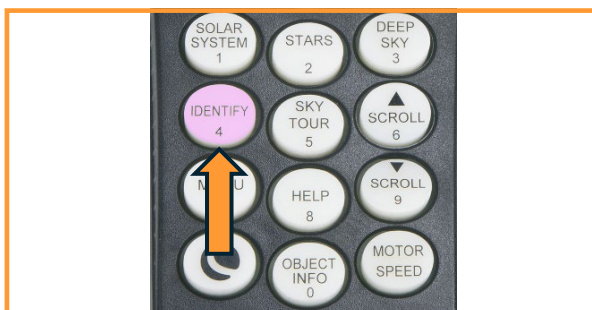 SOLAR
SYSTEM
1
STARS
2
DEEP
SKY
3
IDENTIFY
4
SKY
TOUR
5
SCROLL
6
HELP
8
SCROLL
9
OBJECT
INFO
0
MOTOR
SPEED